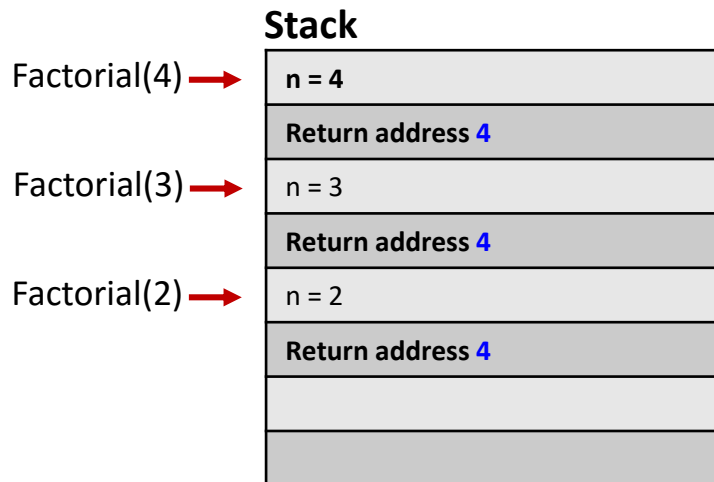 Stack
Factorial(4)
n = 4
Return address 4
Factorial(3)
n = 3
Return address 4
Factorial(2)
n = 2
Return address 4